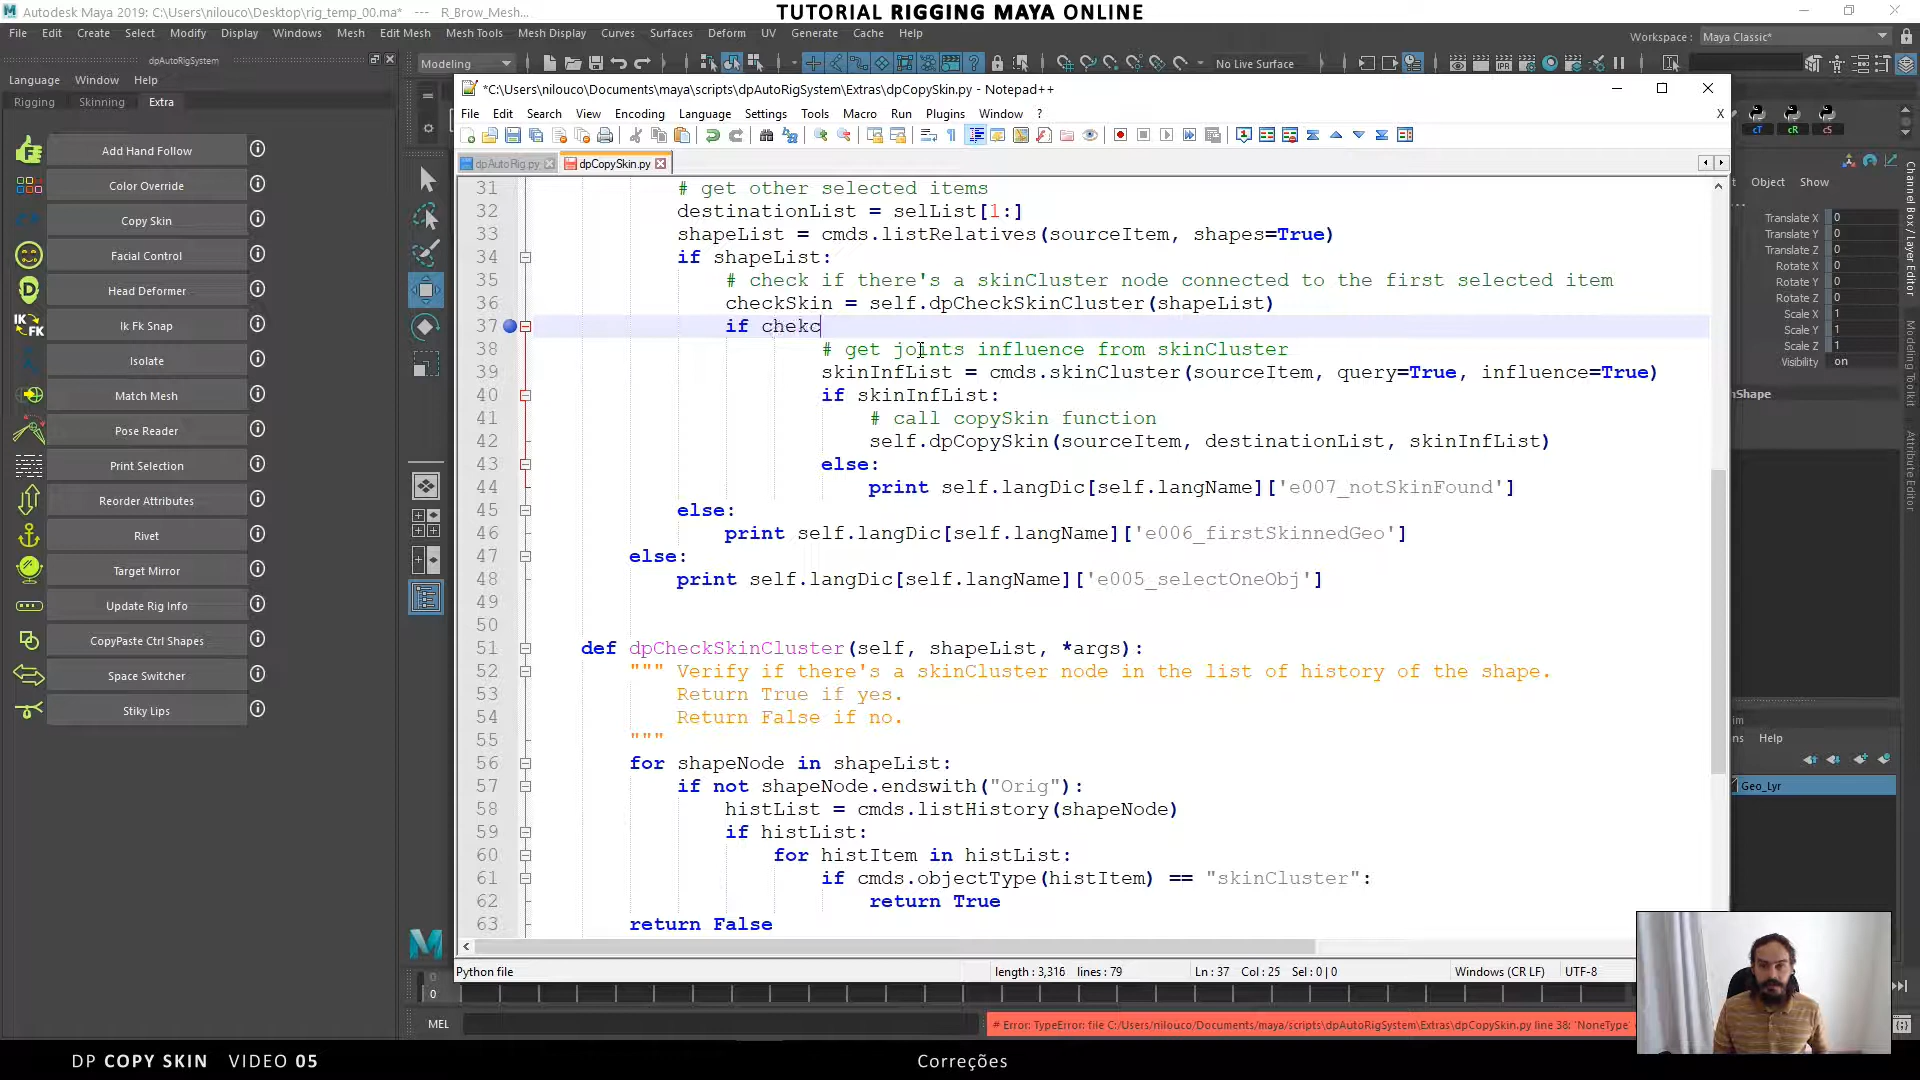 TUTORIAL RIGGING MAYA ONLINE
Autodesk Maya 2019: C:\Users\nilouco\Desktop\rig_temp_00.ma* --- R_Brow_Mesh...
File Edit Create Select Modify Display Windows Mesh Edit Mesh Mesh Tools Mesh Display Curves Surfaces Deform UV Generate Cache Help
Workspace : Maya Classic*
Modeling
No Live Surface
dpAutoRigSystem
Language Window Help
Rigging Skinning Extra
Add Hand Follow
Color Override
Copy Skin
Facial Control
Head Deformer
IK FK
Ik Fk Snap
Isolate
Match Mesh
Pose Reader
Print Selection
Reorder Attributes
Rivet
Target Mirror
Update Rig Info
CopyPaste Ctrl Shapes
Space Switcher
Stiky Lips
*C:\Users\nilouco\Documents\maya\scripts\dpAutoRigSystem\Extras\dpCopySkin.py - Notepad++
File Edit Search View Encoding Language Settings Tools Macro Run Plugins Window ? X
dpAutoRig.py dpCopySkin.py
31 # get other selected items
32 destinationList = selList[1:]
33 shapeList = cmds.listRelatives(sourceItem, shapes=True)
34 if shapeList:
35 # check if there's a skinCluster node connected to the first selected item
36 checkSkin = self.dpCheckSkinCluster(shapeList)
37 if chekc
38 # get joints influence from skinCluster
39 skinInfList = cmds.skinCluster(sourceItem, query=True, influence=True)
40 if skinInfList:
41 # call copySkin function
42 self.dpCopySkin(sourceItem, destinationList, skinInfList)
43 else:
44 print self.langDic[self.langName]['e007_notSkinFound']
45 else:
46 print self.langDic[self.langName]['e006_firstSkinnedGeo']
47 else:
48 print self.langDic[self.langName]['e005_selectOneObj']
49
50
51 def dpCheckSkinCluster(self, shapeList, *args):
52 """ Verify if there's a skinCluster node in the list of history of the shape.
53 Return True if yes.
54 Return False if no.
55 """
56 for shapeNode in shapeList:
57 if not shapeNode.endswith("Orig"):
58 histList = cmds.listHistory(shapeNode)
59 if histList:
60 for histItem in histList:
61 if cmds.objectType(histItem) == "skinCluster":
62 return True
63 return False
Python file length : 3,316 lines : 79 Ln : 37 Col : 25 Sel : 0 | 0 Windows (CR LF) UTF-8
cT cR cS
Object Show
Translate X 0
Translate Y 0
Translate Z 0
Rotate X 0
Rotate Y 0
Rotate Z 0
Scale X 1
Scale Y 1
Scale Z 1
Visibility on
Shape
Channel Box / Layer Editor
Modeling Toolkit
Attribute Editor
Help
Geo_Lyr
0
0
MEL
# Error: TypeError: file C:/Users/nilouco/Documents/maya/scripts\dpAutoRigSystem\Extras\dpCopySkin.py line 38: 'NoneType'
DP COPY SKIN VIDEO 05
Correções